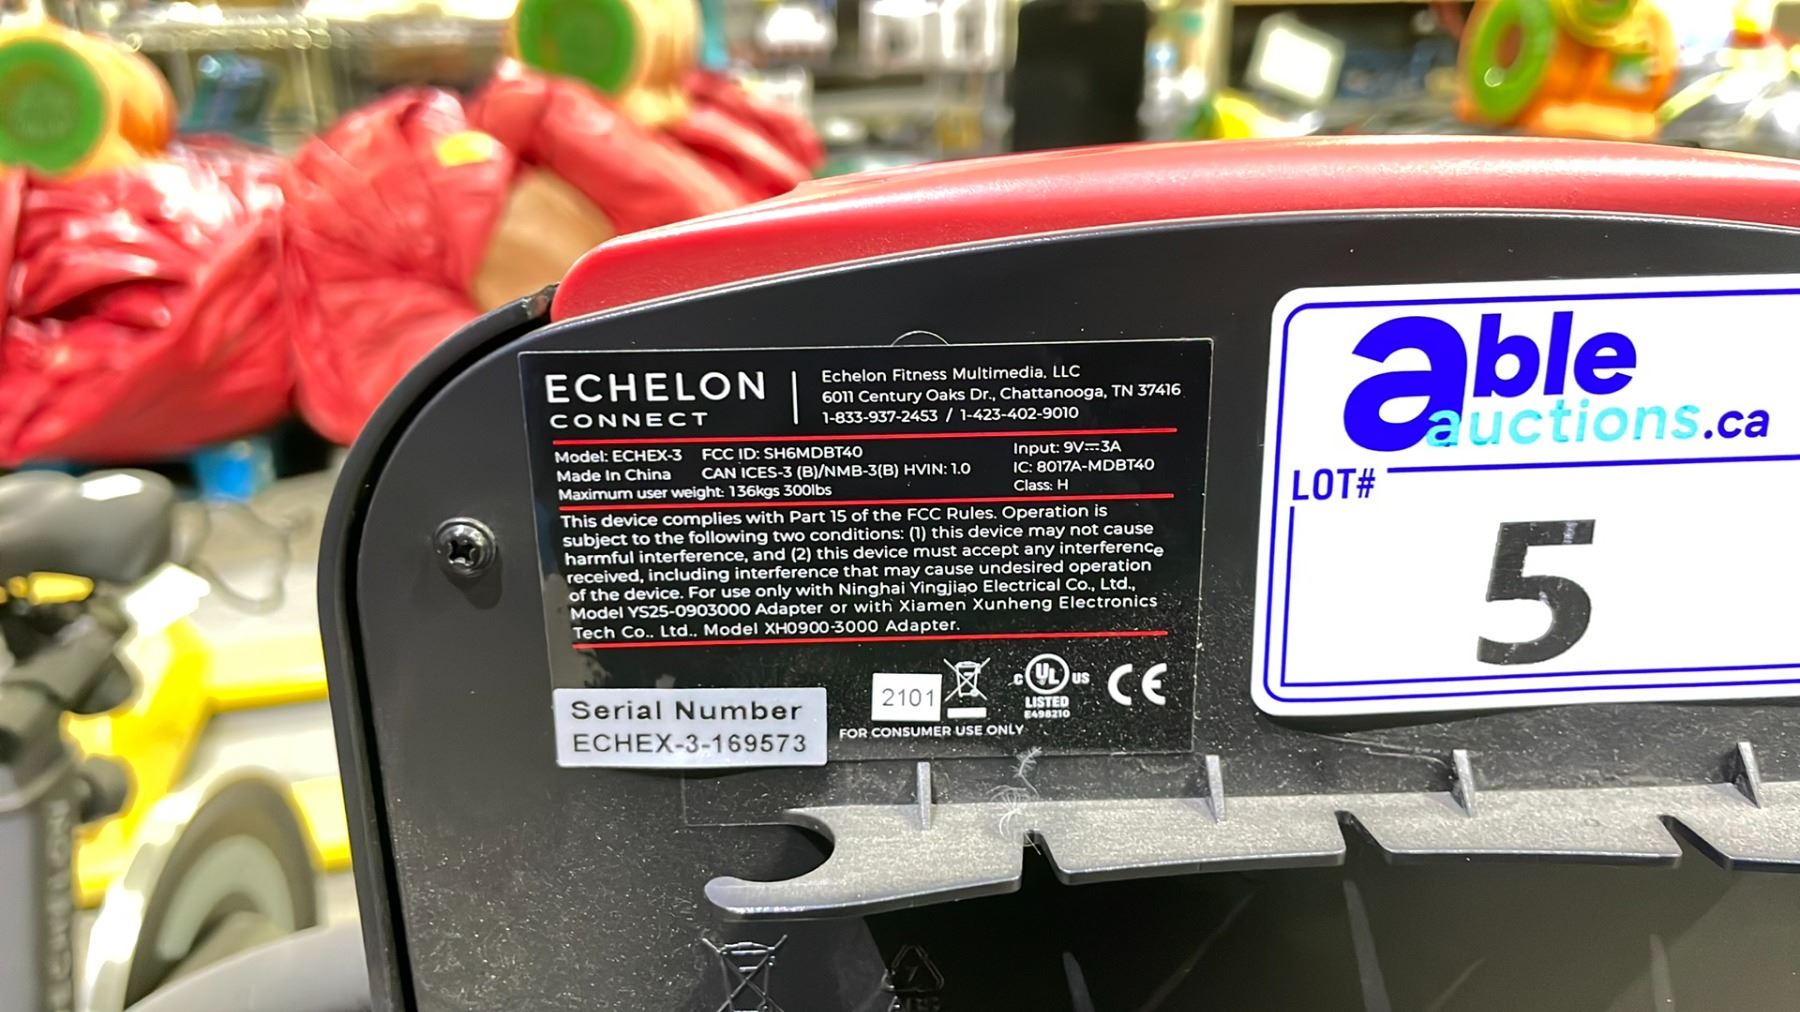 ECHELON
CONNECT
Echelon Fitness Multimedia, LLC
6011 Century Oaks Dr., Chattanooga, TN 37416
1-833-937-2453 / 1-423-402-9010
Model: ECHEX-3 FCC ID: SH6MDBT40 Input: 9V⎓3A
Made In China CAN ICES-3 (B)/NMB-3(B) HVIN: 1.0 IC: 8017A-MDBT40
Maximum user weight: 136kgs 300lbs Class: H
This device complies with Part 15 of the FCC Rules. Operation is
subject to the following two conditions: (1) this device may not cause
harmful interference, and (2) this device must accept any interference
received, including interference that may cause undesired operation
of the device. For use only with Ninghai Yingjiao Electrical Co., Ltd.,
Model YS25-0903000 Adapter or with Xiamen Xunheng Electronics
Tech Co., Ltd., Model XH0900-3000 Adapter.
Serial Number
ECHEX-3-169573
2101
FOR CONSUMER USE ONLY
C UL US
LISTED
E498210
CE
able
auctions.ca
LOT#
5